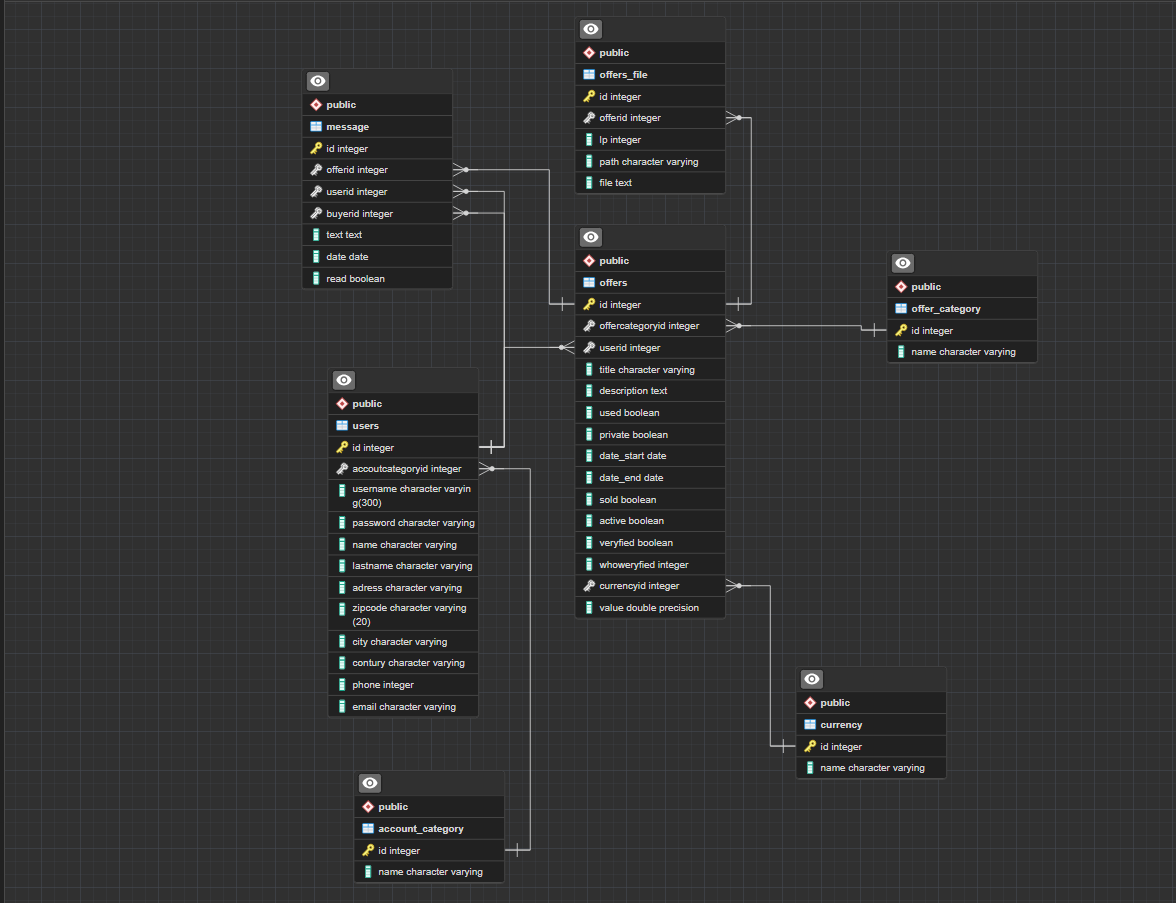 public
offers_file
id integer
offerid integer
lp integer
path character varying
file text
public
message
id integer
offerid integer
userid integer
buyerid integer
text text
date date
read boolean
public
offers
id integer
offercategoryid integer
userid integer
title character varying
description text
used boolean
private boolean
date_start date
date_end date
sold boolean
active boolean
veryfied boolean
whoweryfied integer
currencyid integer
value double precision
public
offer_category
id integer
name character varying
public
users
id integer
accoutcategoryid integer
username character varyin
g(300)
password character varying
name character varying
lastname character varying
adress character varying
zipcode character varying
(20)
city character varying
contury character varying
phone integer
email character varying
public
currency
id integer
name character varying
public
account_category
id integer
name character varying